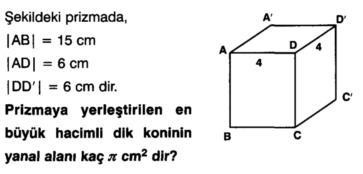 Şekildeki prizmada,
|AB| = 15 cm
|AD| = 6 cm
|DD′| = 6 cm dir.
Prizmaya yerleştirilen en
büyük hacimli dik koninin
yanal alanı kaç π cm² dir?
A′
D′
A
D
4
4
C′
B
C